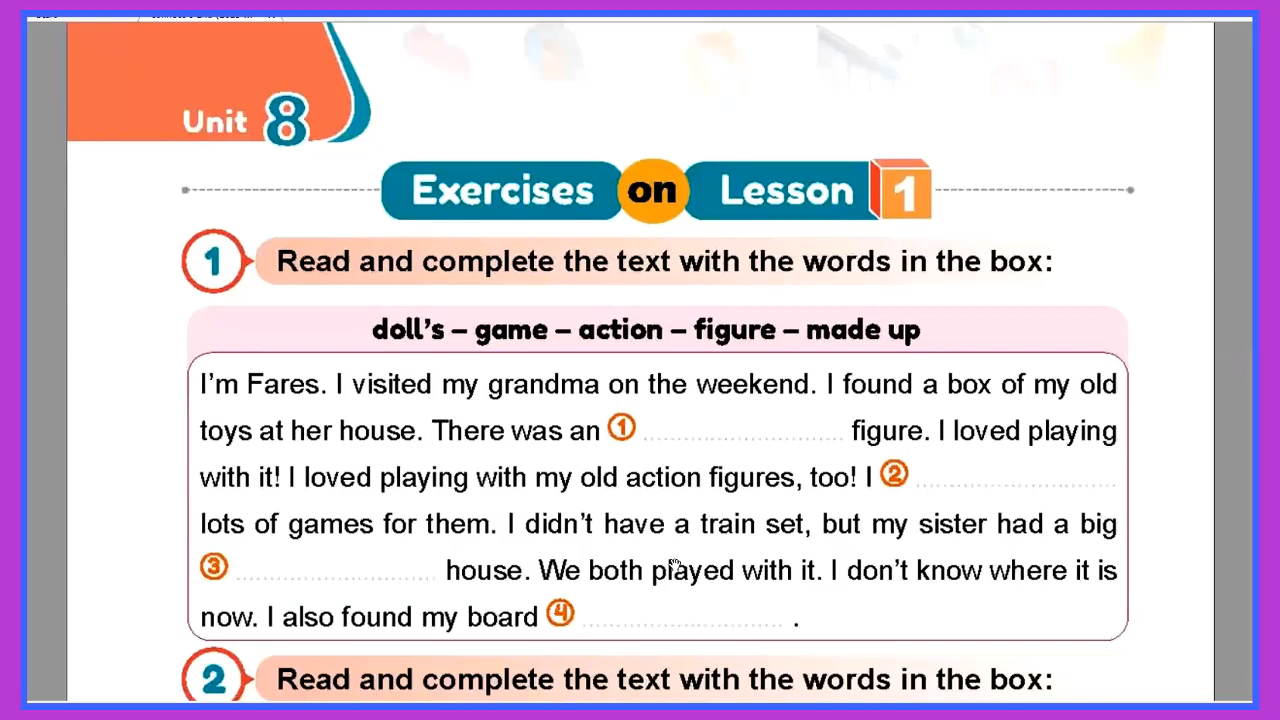 Unit 8
Exercises on Lesson 1
1 Read and complete the text with the words in the box:
doll's – game – action – figure – made up
I'm Fares. I visited my grandma on the weekend. I found a box of my old
toys at her house. There was an 1 .............................. figure. I loved playing
with it! I loved playing with my old action figures, too! I 2 ..............................
lots of games for them. I didn't have a train set, but my sister had a big
3 .............................. house. We both played with it. I don't know where it is
now. I also found my board 4 .............................. .
2 Read and complete the text with the words in the box: